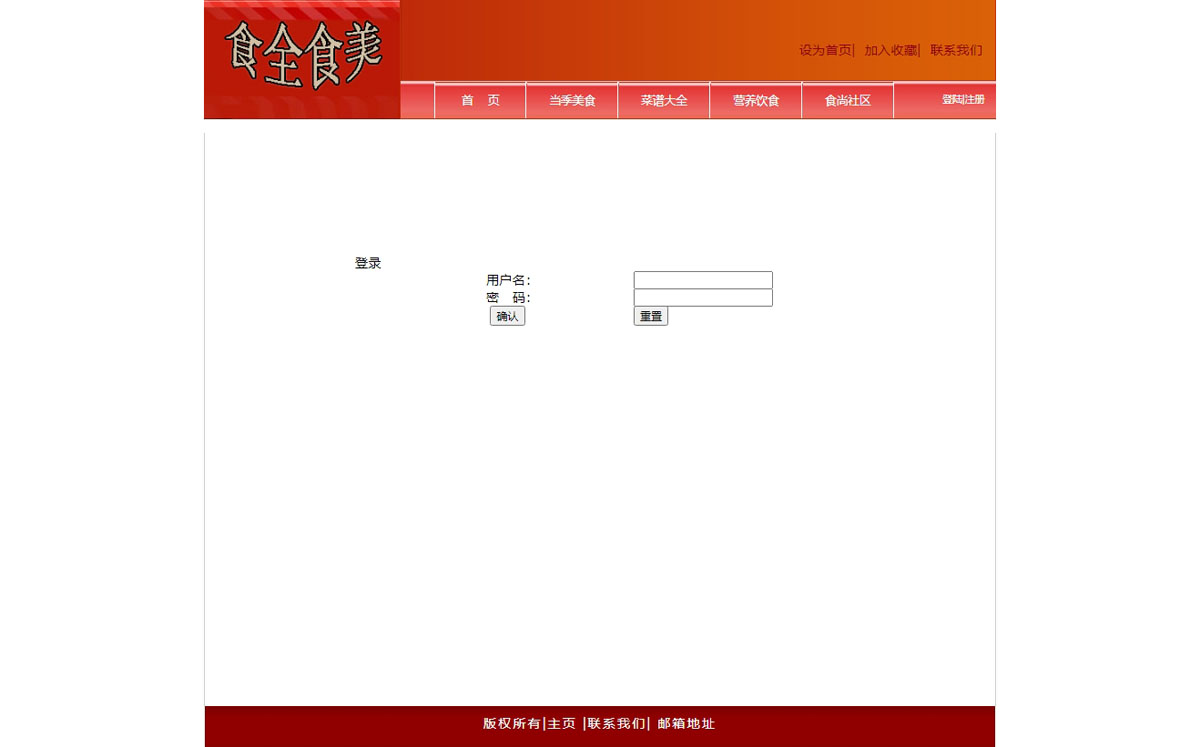 食全食美
设为首页| 加入收藏| 联系我们
首 页 当季美食 菜谱大全 营养饮食 食尚社区 登陆|注册
登录
用户名：
密 码：
确认 重置
版权所有|主页 |联系我们| 邮箱地址